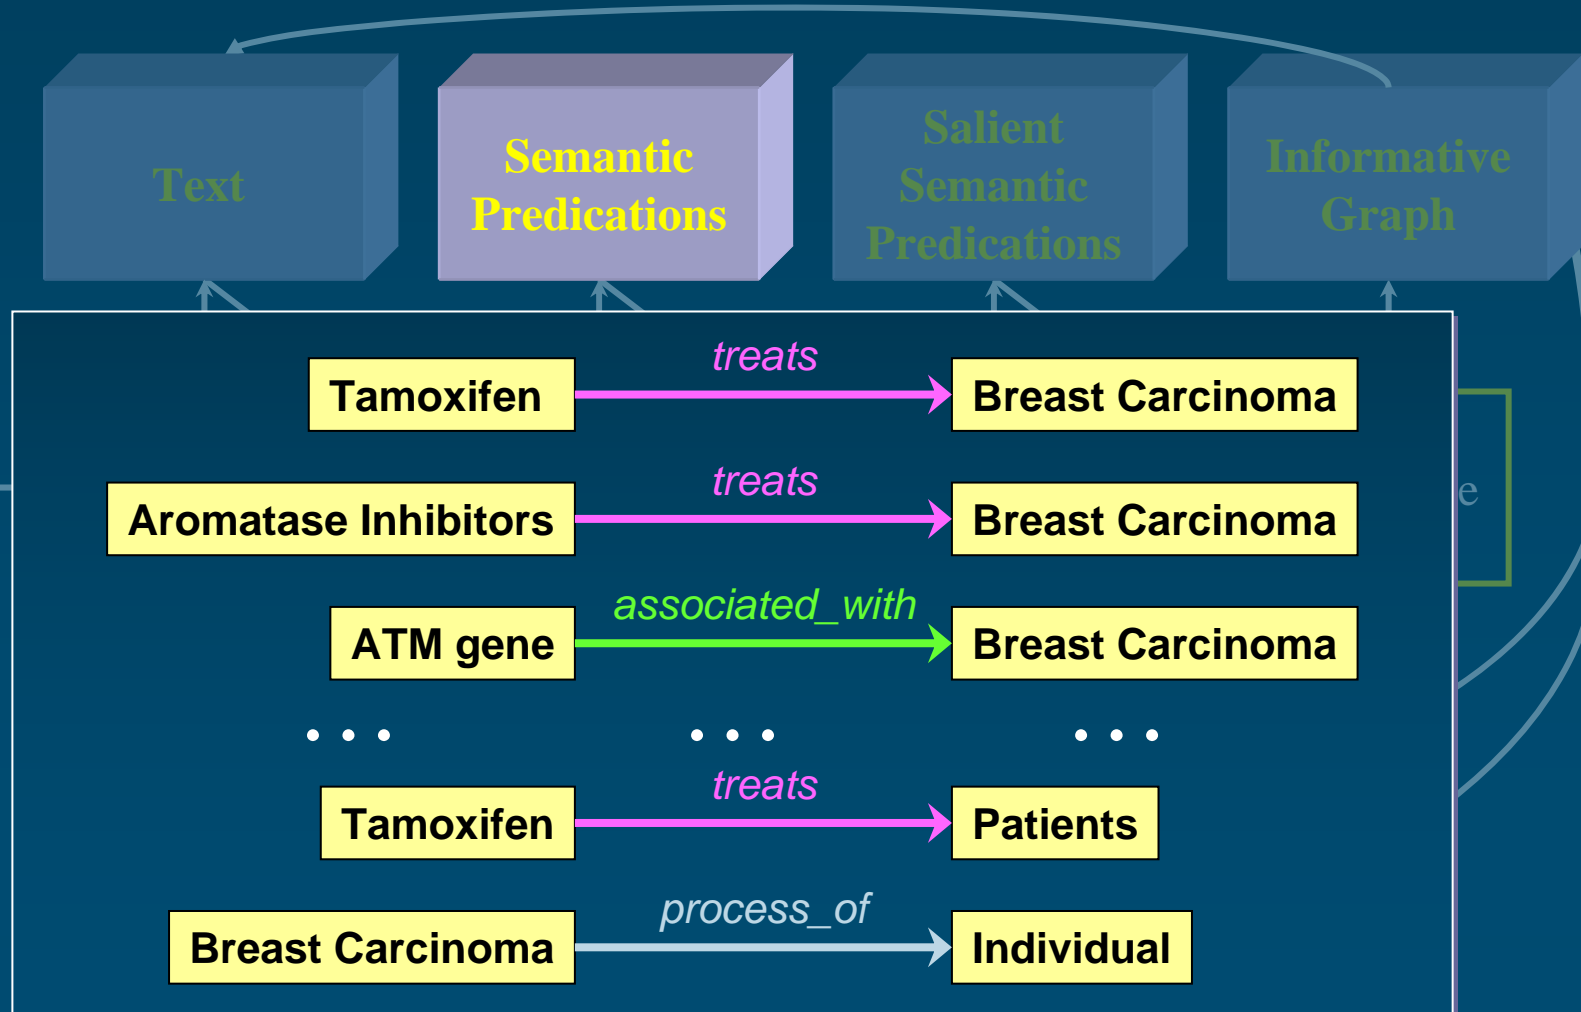 Text
Semantic
Predications
Salient
Semantic
Predications
Informative
Graph
treats
Tamoxifen
Breast Carcinoma
treats
Aromatase Inhibitors
Breast Carcinoma
e
associated_with
ATM gene
Breast Carcinoma
. . .
. . .
. . .
treats
Tamoxifen
Patients
process_of
Breast Carcinoma
Individual